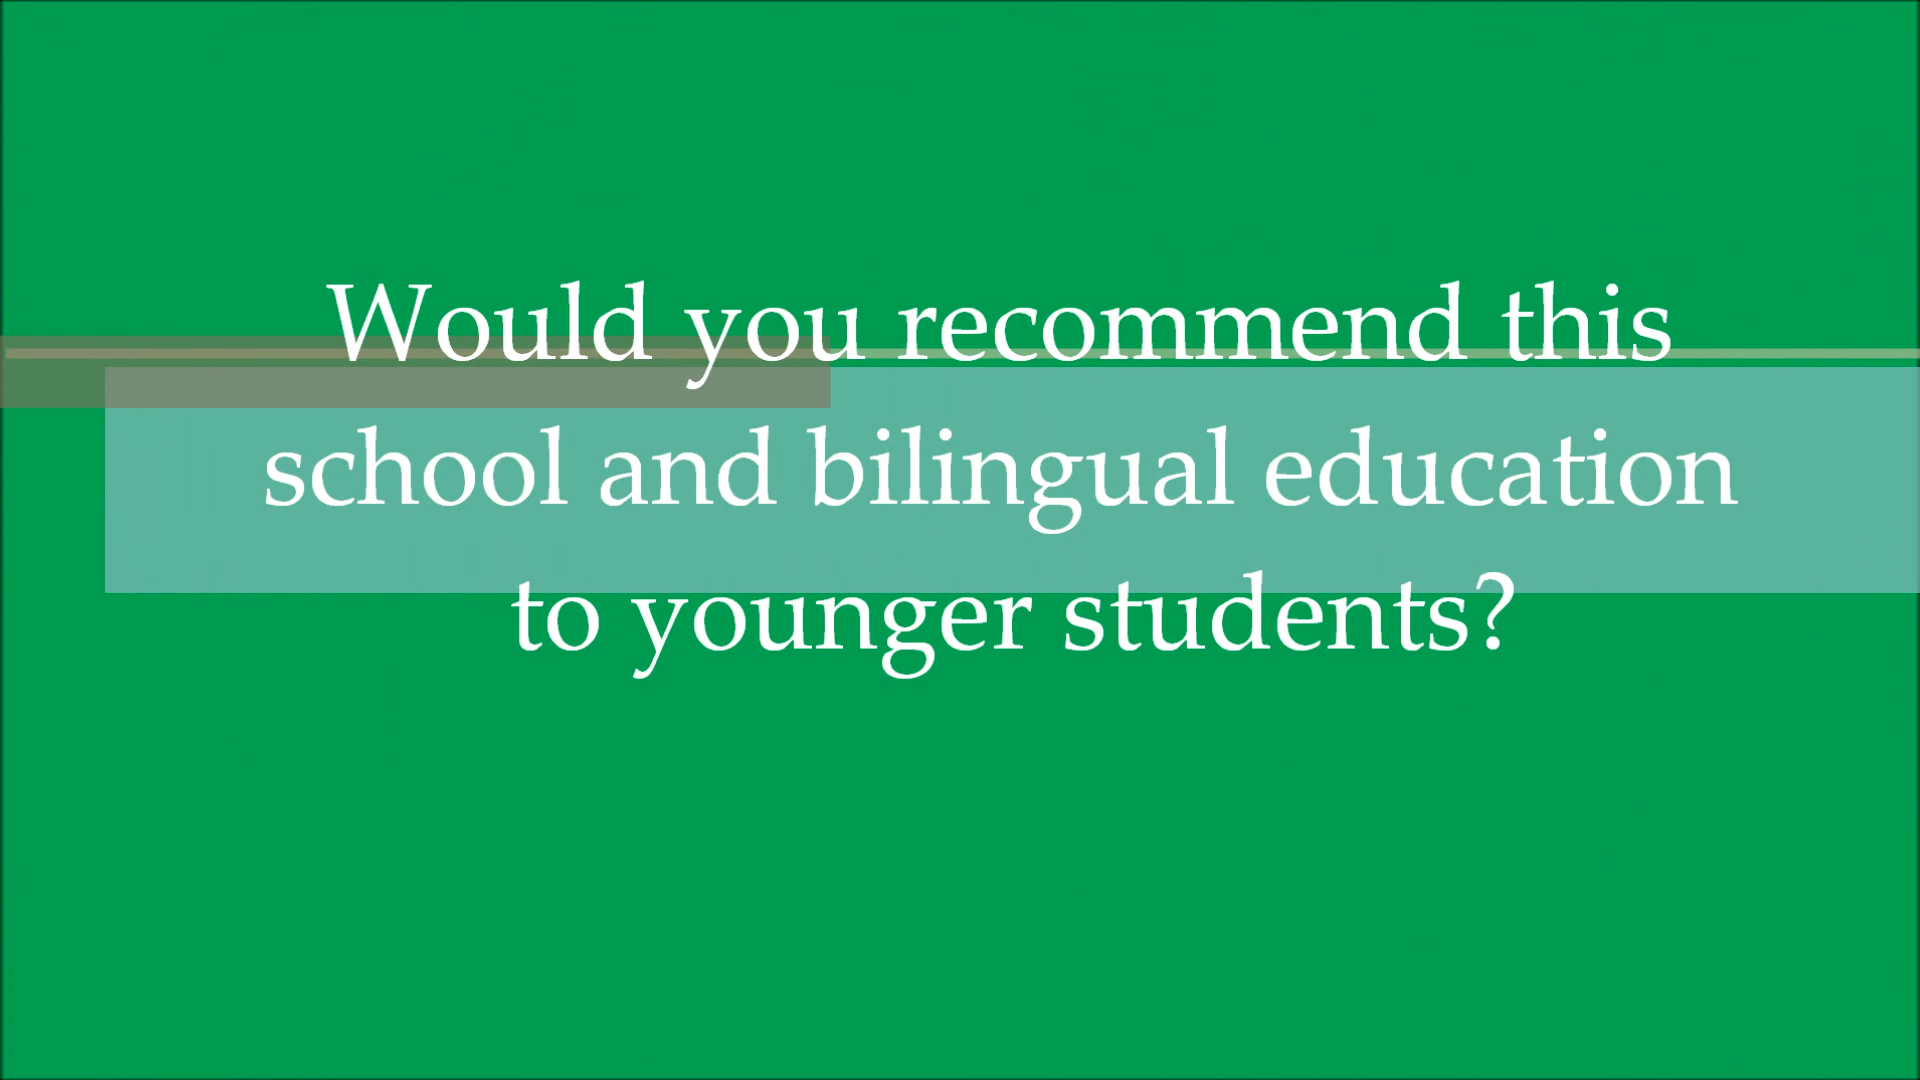 Would you recommend this
school and bilingual education
to younger students?